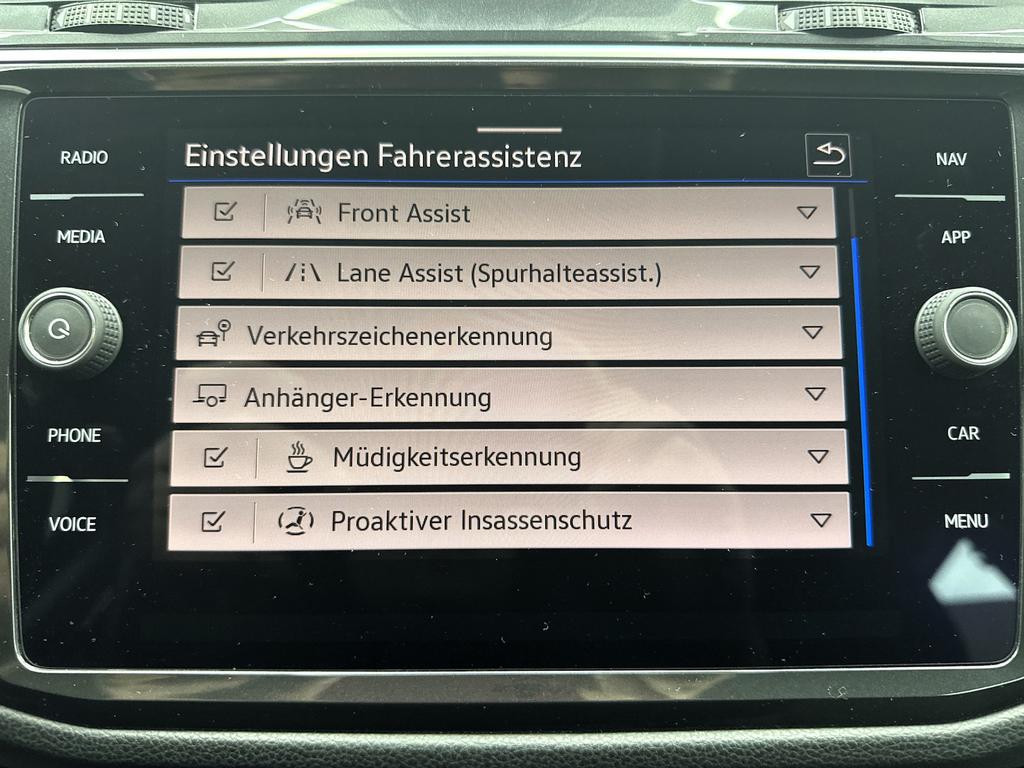 Einstellungen Fahrerassistenz
Front Assist
Lane Assist (Spurhalteassist.)
Verkehrszeichenerkennung
Anhänger-Erkennung
Müdigkeitserkennung
Proaktiver Insassenschutz
RADIO
MEDIA
PHONE
VOICE
NAV
APP
CAR
MENU